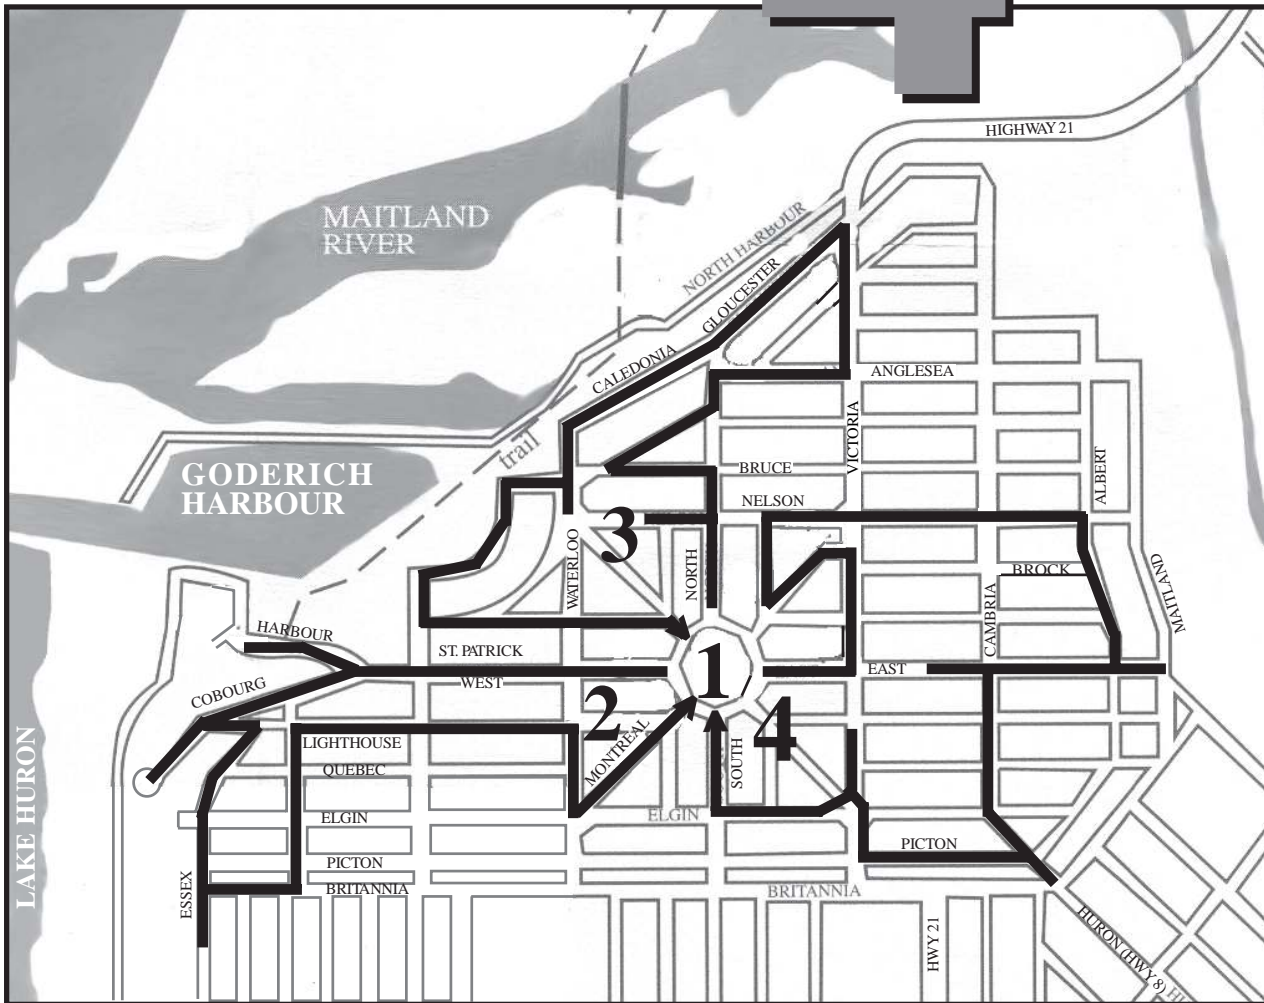 HIGHWAY 21
MAITLAND
RIVER
NORTH HARBOUR
GLOUCESTER
CALEDONIA
ANGLESEA
VICTORIA
trail
GODERICH
HARBOUR
BRUCE
ALBERT
NELSON
3
WATERLOO
NORTH
BROCK
CAMBRIA
MAITLAND
HARBOUR
ST. PATRICK
1
EAST
WEST
COBOURG
2
4
MONTREAL
SOUTH
LIGHTHOUSE
QUEBEC
LAKE HURON
ELGIN
ELGIN
PICTON
PICTON
ESSEX
BRITANNIA
BRITANNIA
HWY 21
HURON (HWY 8)